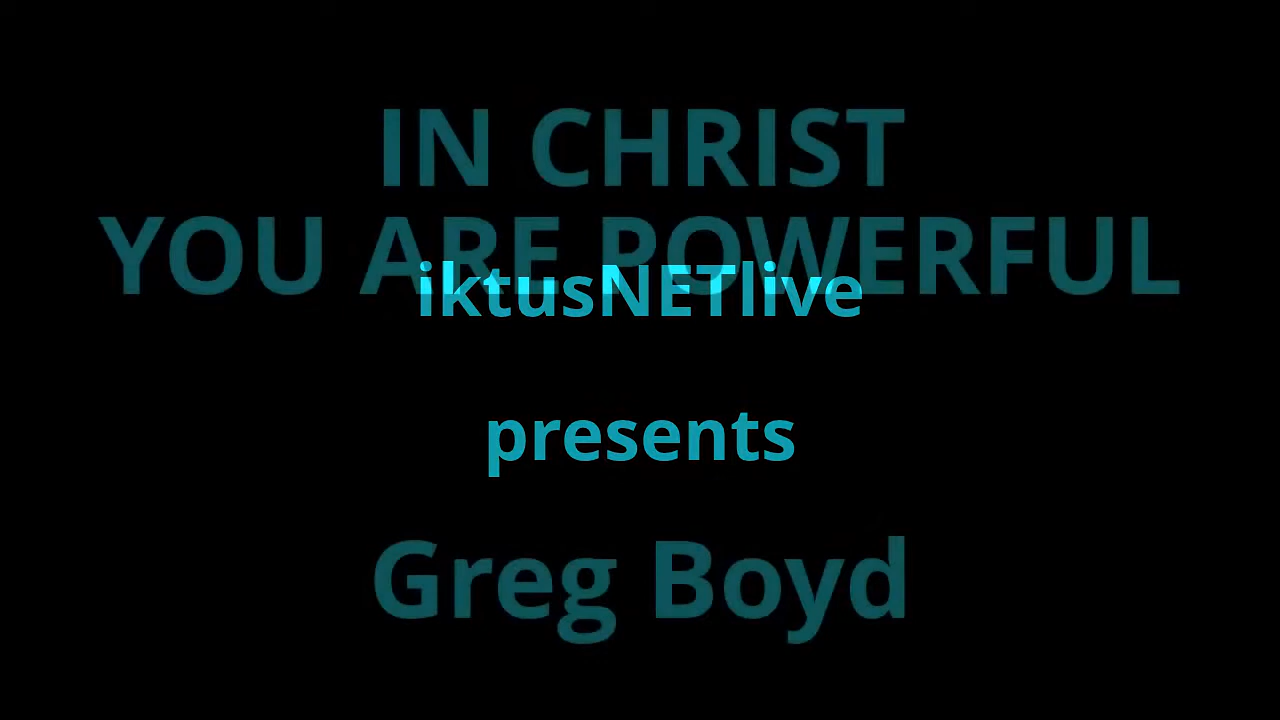 IN CHRIST
YOU ARE POWERFUL
iktusNETlive
presents
Greg Boyd